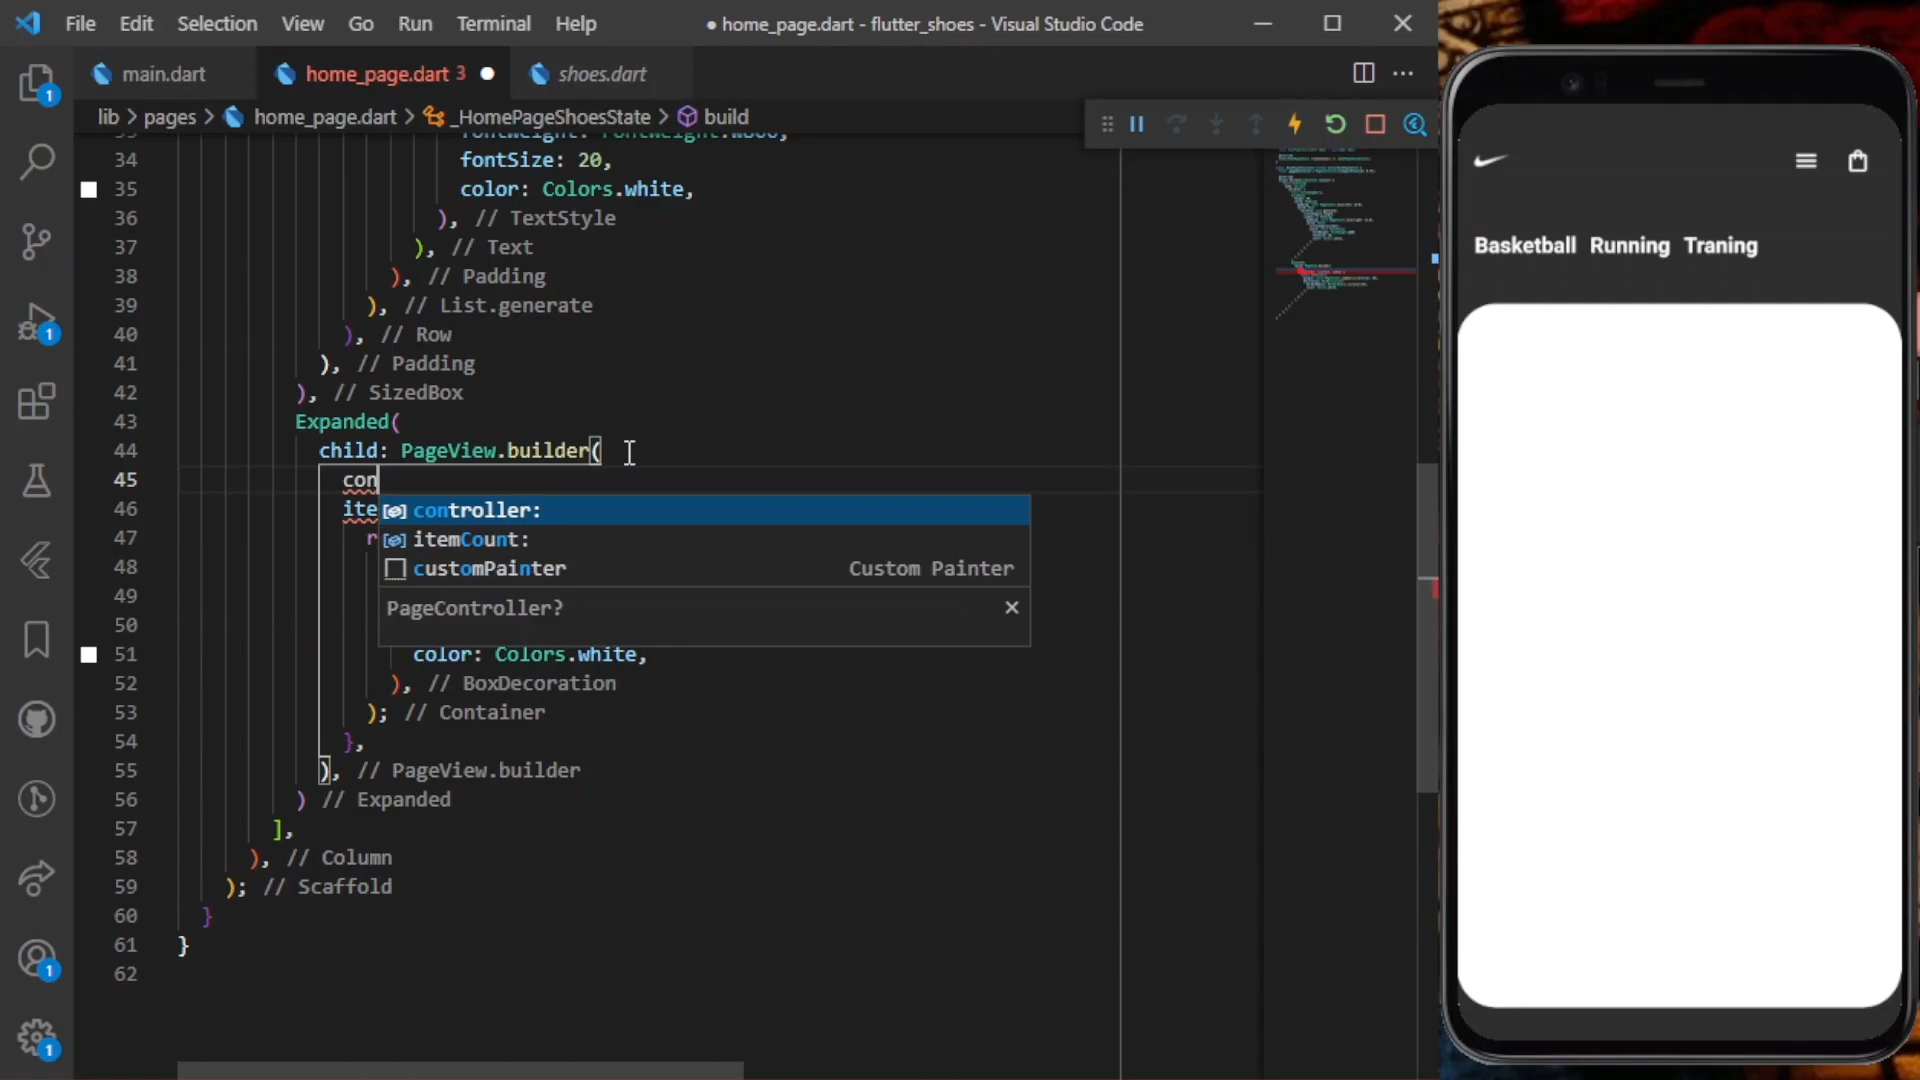 File Edit Selection View Go Run Terminal Help ● home_page.dart - flutter_shoes - Visual Studio Code
main.dart home_page.dart 3 shoes.dart
lib > pages > home_page.dart > _HomePageShoesState > build
34 fontSize: 20,
35 color: Colors.white,
36 ), // TextStyle
37 ), // Text
38 ), // Padding
39 ), // List.generate
40 ), // Row
41 ), // Padding
42 ), // SizedBox
43 Expanded(
44 child: PageView.builder(
45 con
46 ite
controller:
47 r
itemCount:
48
customPainter Custom Painter
49
PageController?
50
51 color: Colors.white,
52 ), // BoxDecoration
53 ); // Container
54 },
55 ), // PageView.builder
56 ) // Expanded
57 ],
58 ), // Column
59 ); // Scaffold
60 }
61 }
62
1
1
1
1
Basketball Running Traning